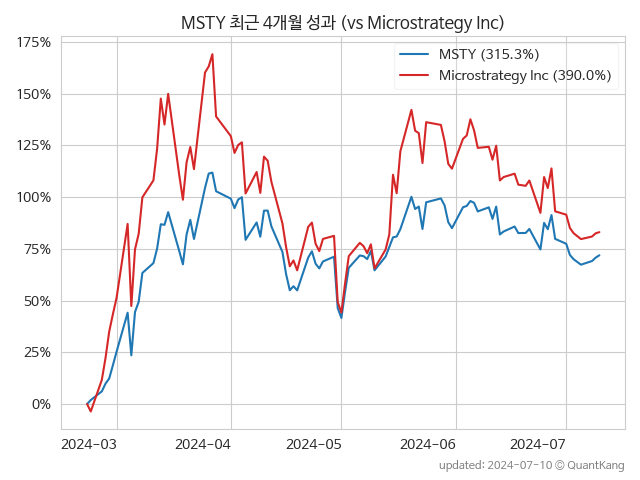 MSTY 최근 4개월 성과 (vs Microstrategy Inc)
MSTY (315.3%)
Microstrategy Inc (390.0%)
175%
150%
125%
100%
75%
50%
25%
0%
2024-03 2024-04 2024-05 2024-06 2024-07
updated: 2024-07-10 © QuantKang